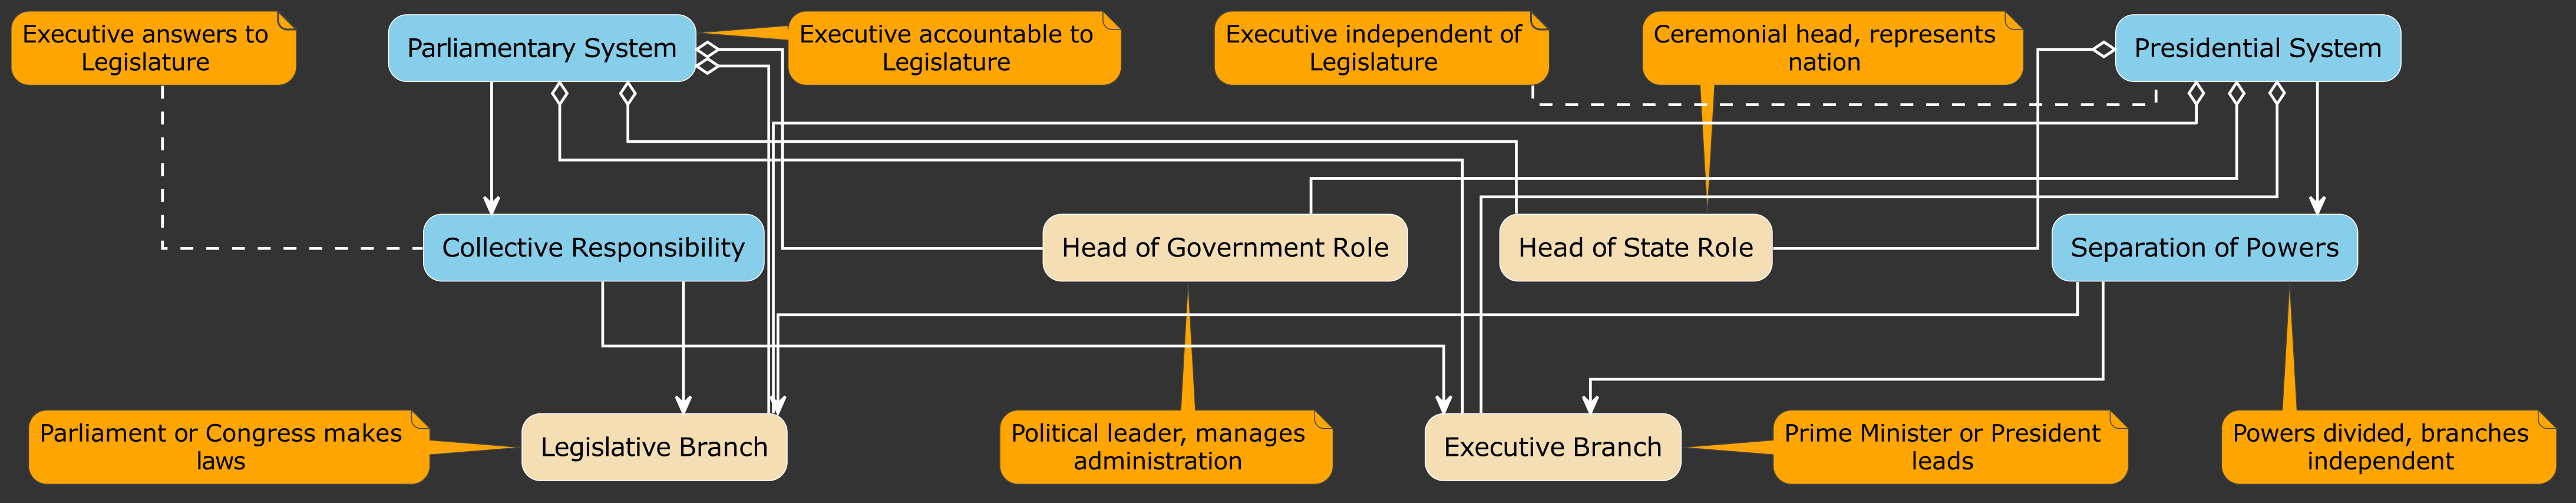 Executive answers to
Legislature
Parliamentary System
Executive accountable to
Legislature
Executive independent of
Legislature
Ceremonial head, represents
nation
Presidential System
Collective Responsibility
Head of Government Role
Head of State Role
Separation of Powers
Parliament or Congress makes
laws
Legislative Branch
Political leader, manages
administration
Executive Branch
Prime Minister or President
leads
Powers divided, branches
independent